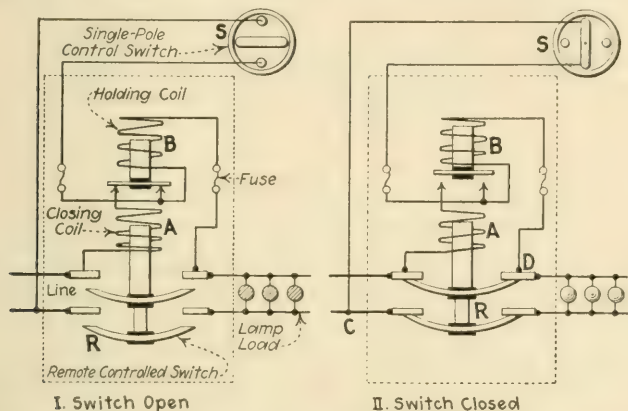 Single-Pole
Control Switch
S
Holding Coil
B
Fuse
Closing
Coil
A
Line
R
Lamp
Load
Remote Controlled Switch
I. Switch Open
S
B
A
D
R
C
II. Switch Closed